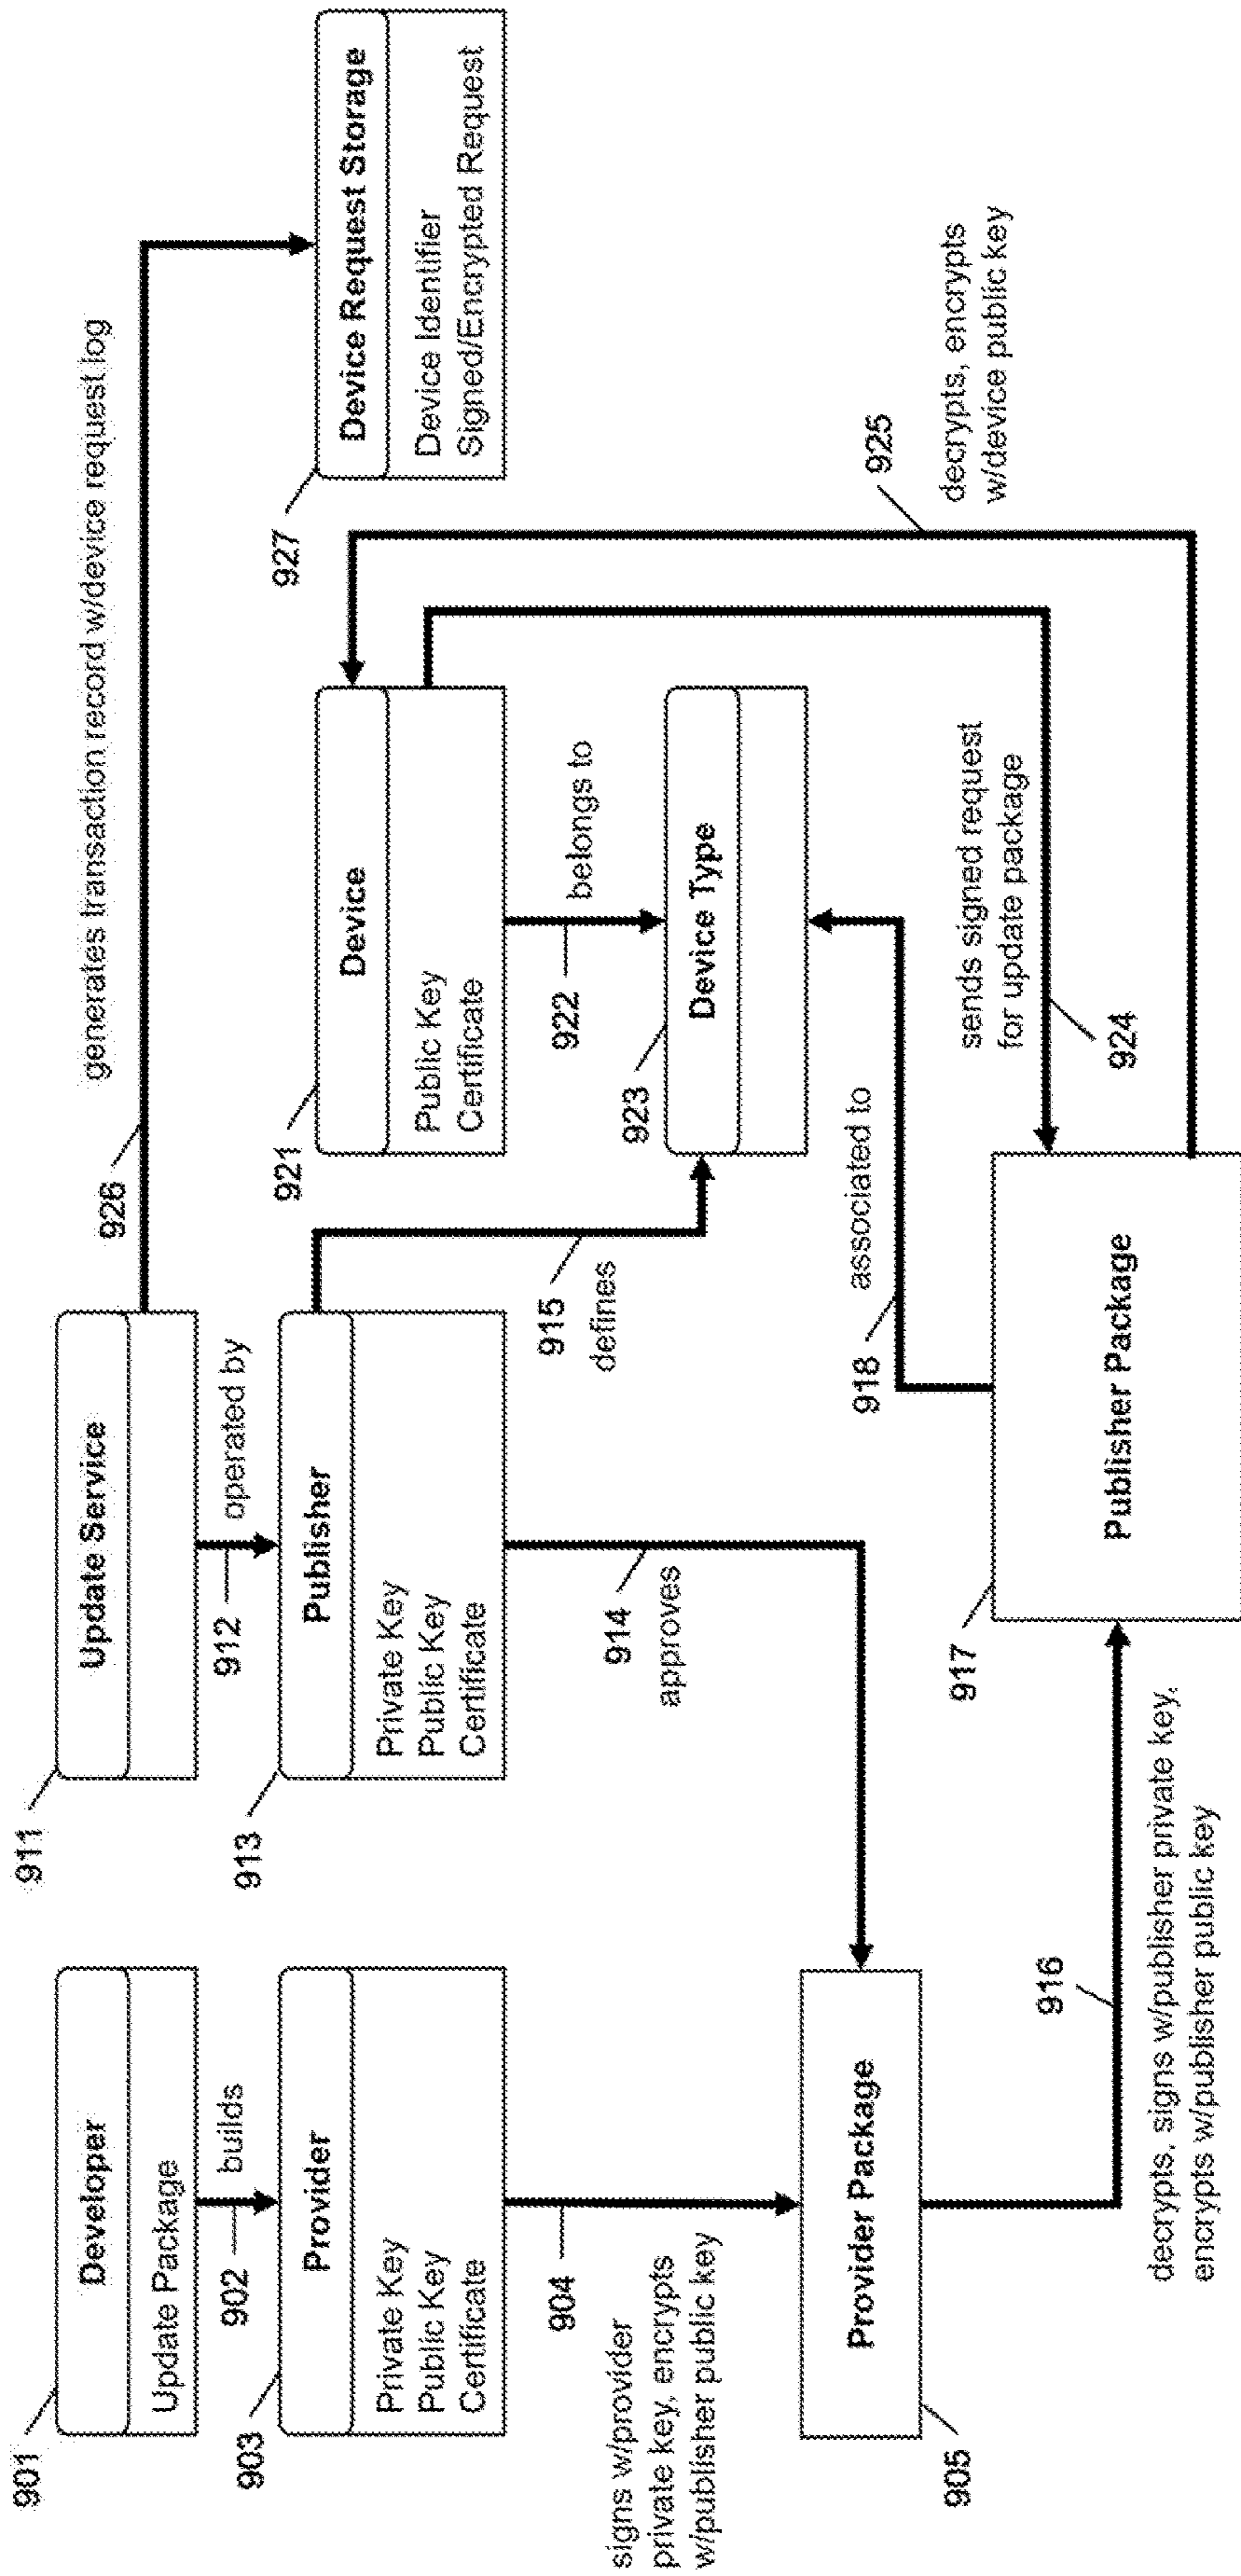 901
Developer
Update Package
902
builds
903
Provider
Private Key
Public Key
Certificate
904
signs w/provider
private key, encrypts
w/publisher public key
Provider Package
905
911
Update Service
912
operated by
913
Publisher
Private Key
Public Key
Certificate
914
approves
915
defines
916
decrypts, signs w/publisher private key,
encrypts w/publisher public key
917
Publisher Package
918
associated to
926
generates transaction record w/device request log
921
Device
Public Key
Certificate
922
belongs to
923
Device Type
sends signed request
for update package
924
925
decrypts, encrypts
w/device public key
927
Device Request Storage
Device Identifier
Signed/Encrypted Request